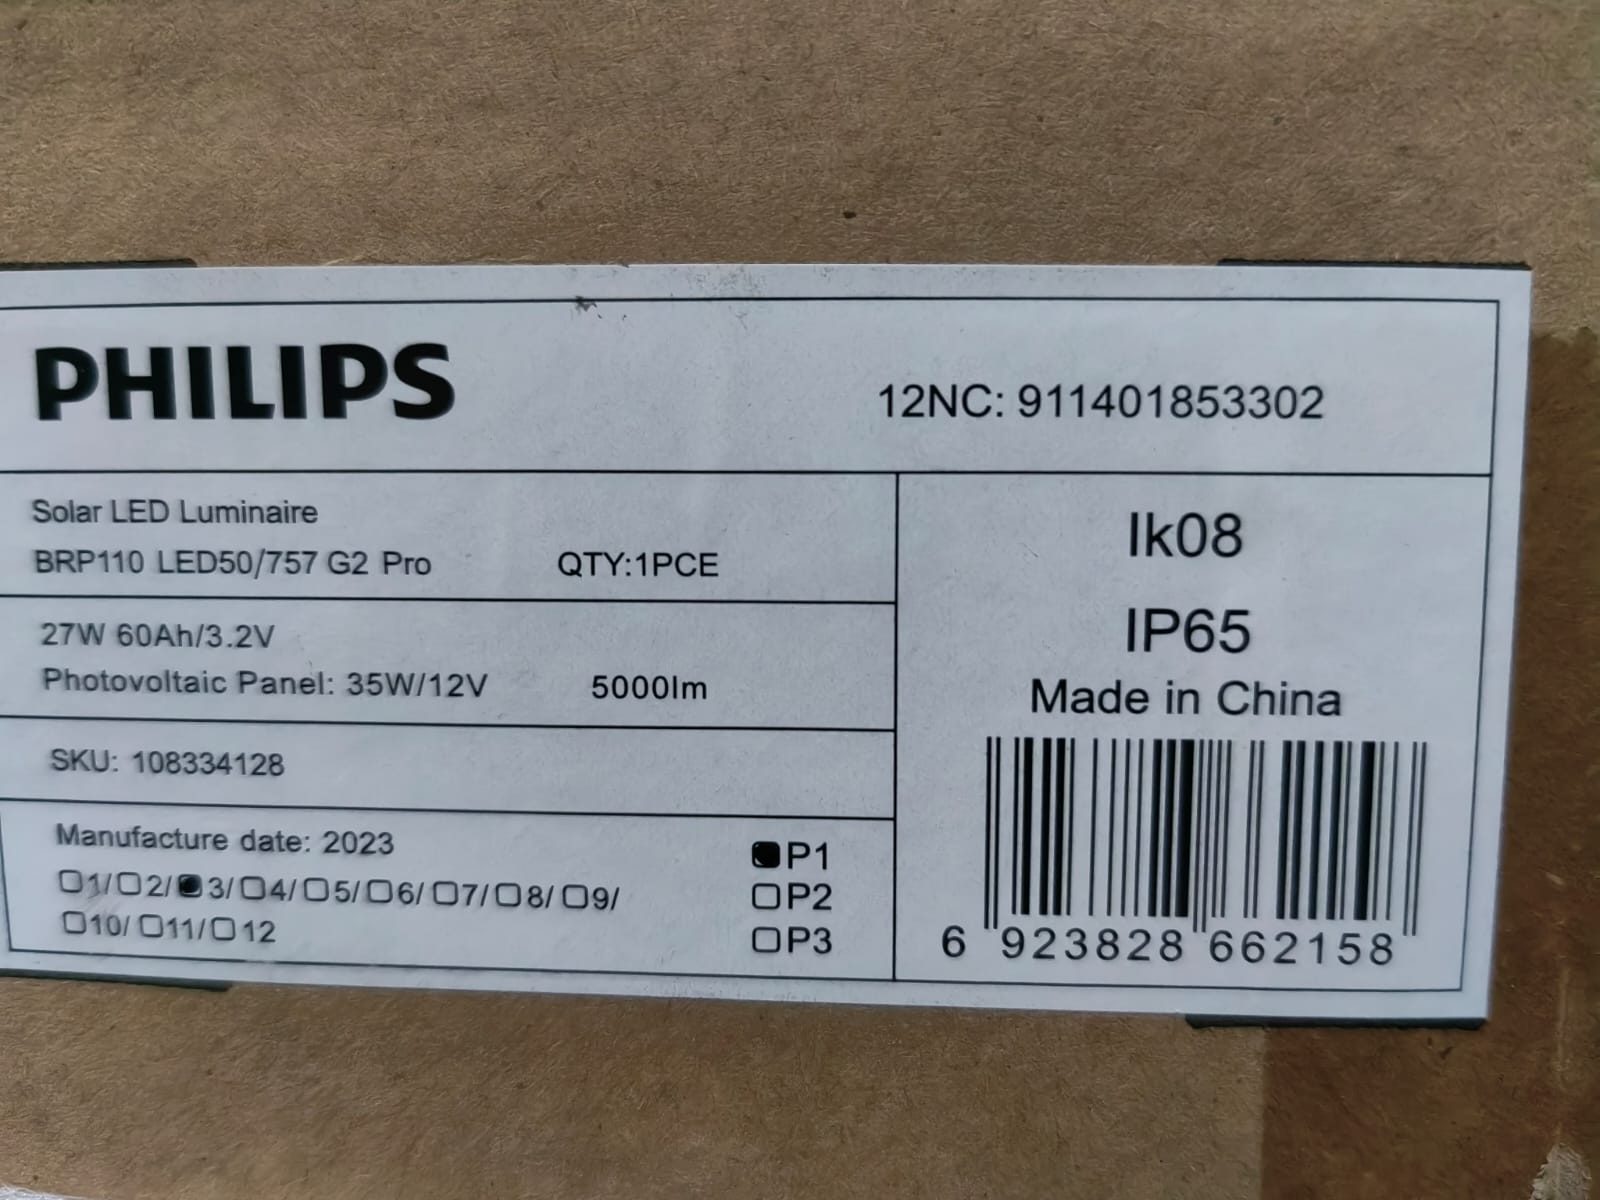 PHILIPS
12NC: 911401853302
Solar LED Luminaire
BRP110 LED50/757 G2 Pro QTY:1PCE
27W 60Ah/3.2V
Photovoltaic Panel: 35W/12V 5000lm
SKU: 108334128
Manufacture date: 2023
☐1/☐2/■3/☐4/☐5/☐6/☐7/☐8/☐9/
☐10/☐11/☐12
■P1
☐P2
☐P3
Ik08
IP65
Made in China
6 923828 662158